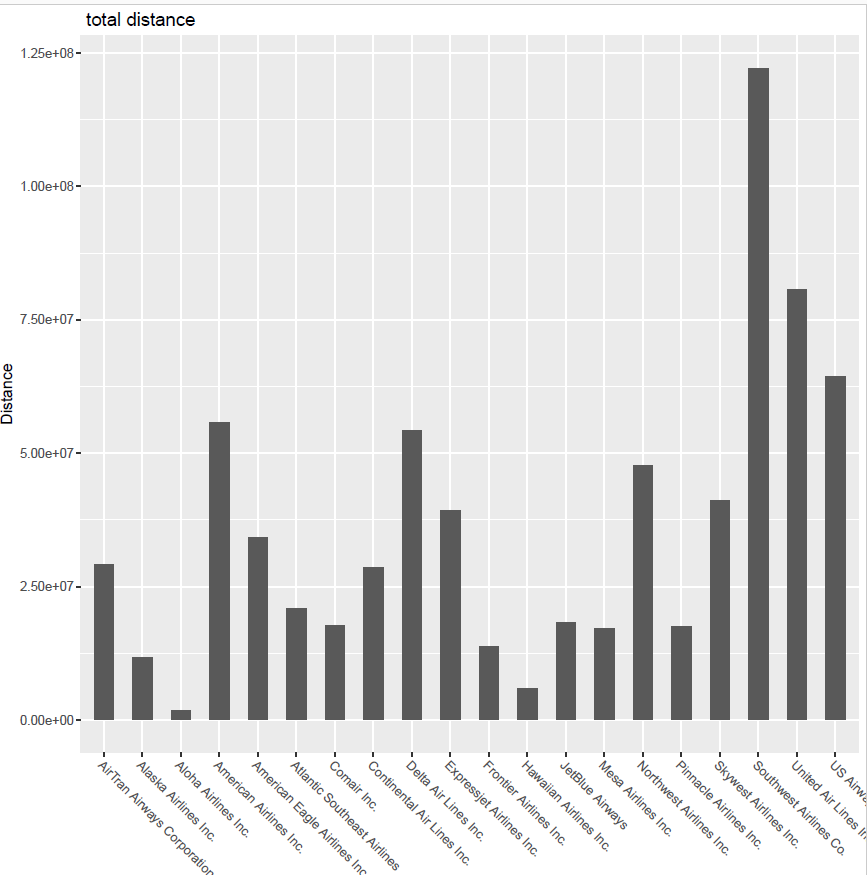 total distance
1.25e+08
1.00e+08
7.50e+07
5.00e+07
2.50e+07
0.00e+00
Distance
AirTran Airways Corporation
Alaska Airlines Inc.
Aloha Airlines Inc.
American Airlines Inc.
American Eagle Airlines Inc
Atlantic Southeast Airlines
Comair Inc.
Continental Air Lines Inc.
Delta Air Lines Inc.
Expressjet Airlines Inc.
Frontier Airlines Inc.
Hawaiian Airlines Inc.
JetBlue Airways
Mesa Airlines Inc.
Northwest Airlines Inc.
Pinnacle Airlines Inc.
Skywest Airlines Inc.
Southwest Airlines Co.
United Air Lines
US